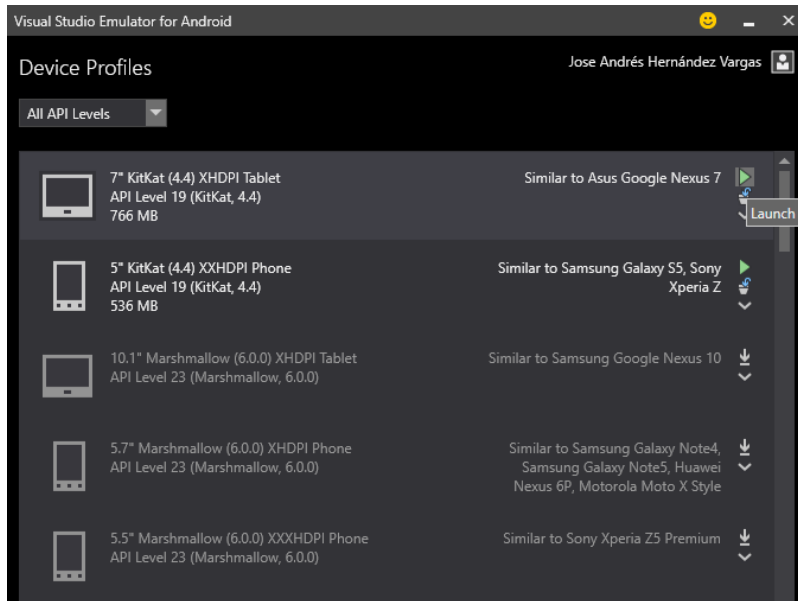 Visual Studio Emulator for Android
Device Profiles
Jose Andrés Hernández Vargas
All API Levels
7" KitKat (4.4) XHDPI Tablet
API Level 19 (KitKat, 4.4)
766 MB
Similar to Asus Google Nexus 7
Launch
5" KitKat (4.4) XXHDPI Phone
API Level 19 (KitKat, 4.4)
536 MB
Similar to Samsung Galaxy S5, Sony
Xperia Z
10.1" Marshmallow (6.0.0) XHDPI Tablet
API Level 23 (Marshmallow, 6.0.0)
Similar to Samsung Google Nexus 10
5.7" Marshmallow (6.0.0) XHDPI Phone
API Level 23 (Marshmallow, 6.0.0)
Similar to Samsung Galaxy Note4,
Samsung Galaxy Note5, Huawei
Nexus 6P, Motorola Moto X Style
5.5" Marshmallow (6.0.0) XXXHDPI Phone
API Level 23 (Marshmallow, 6.0.0)
Similar to Sony Xperia Z5 Premium